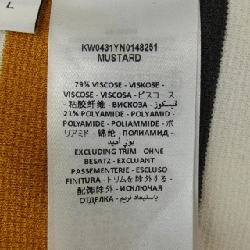 L
KW0431YN0148251
MUSTARD
79% VISCOSE - VISKOSE -
VISCOSE - VISCOSA - ビスコース
- 粘胶纤维 - ВИСКОЗА - فيسكوز
21% POLYAMIDE - POLYAMID -
POLYAMIDE - POLIAMMIDE - ポ
リアミド - 锦纶 - ПОЛИАМИД -
EXCLUDING TRIM - OHNE
BESATZ - EXCLUANT
PASSEMENTERIE - ESCLUSO
FINITURA - トリムを除きます -
配饰除外 - ИСКЛЮЧАЯ
ОТДЕЛКА -